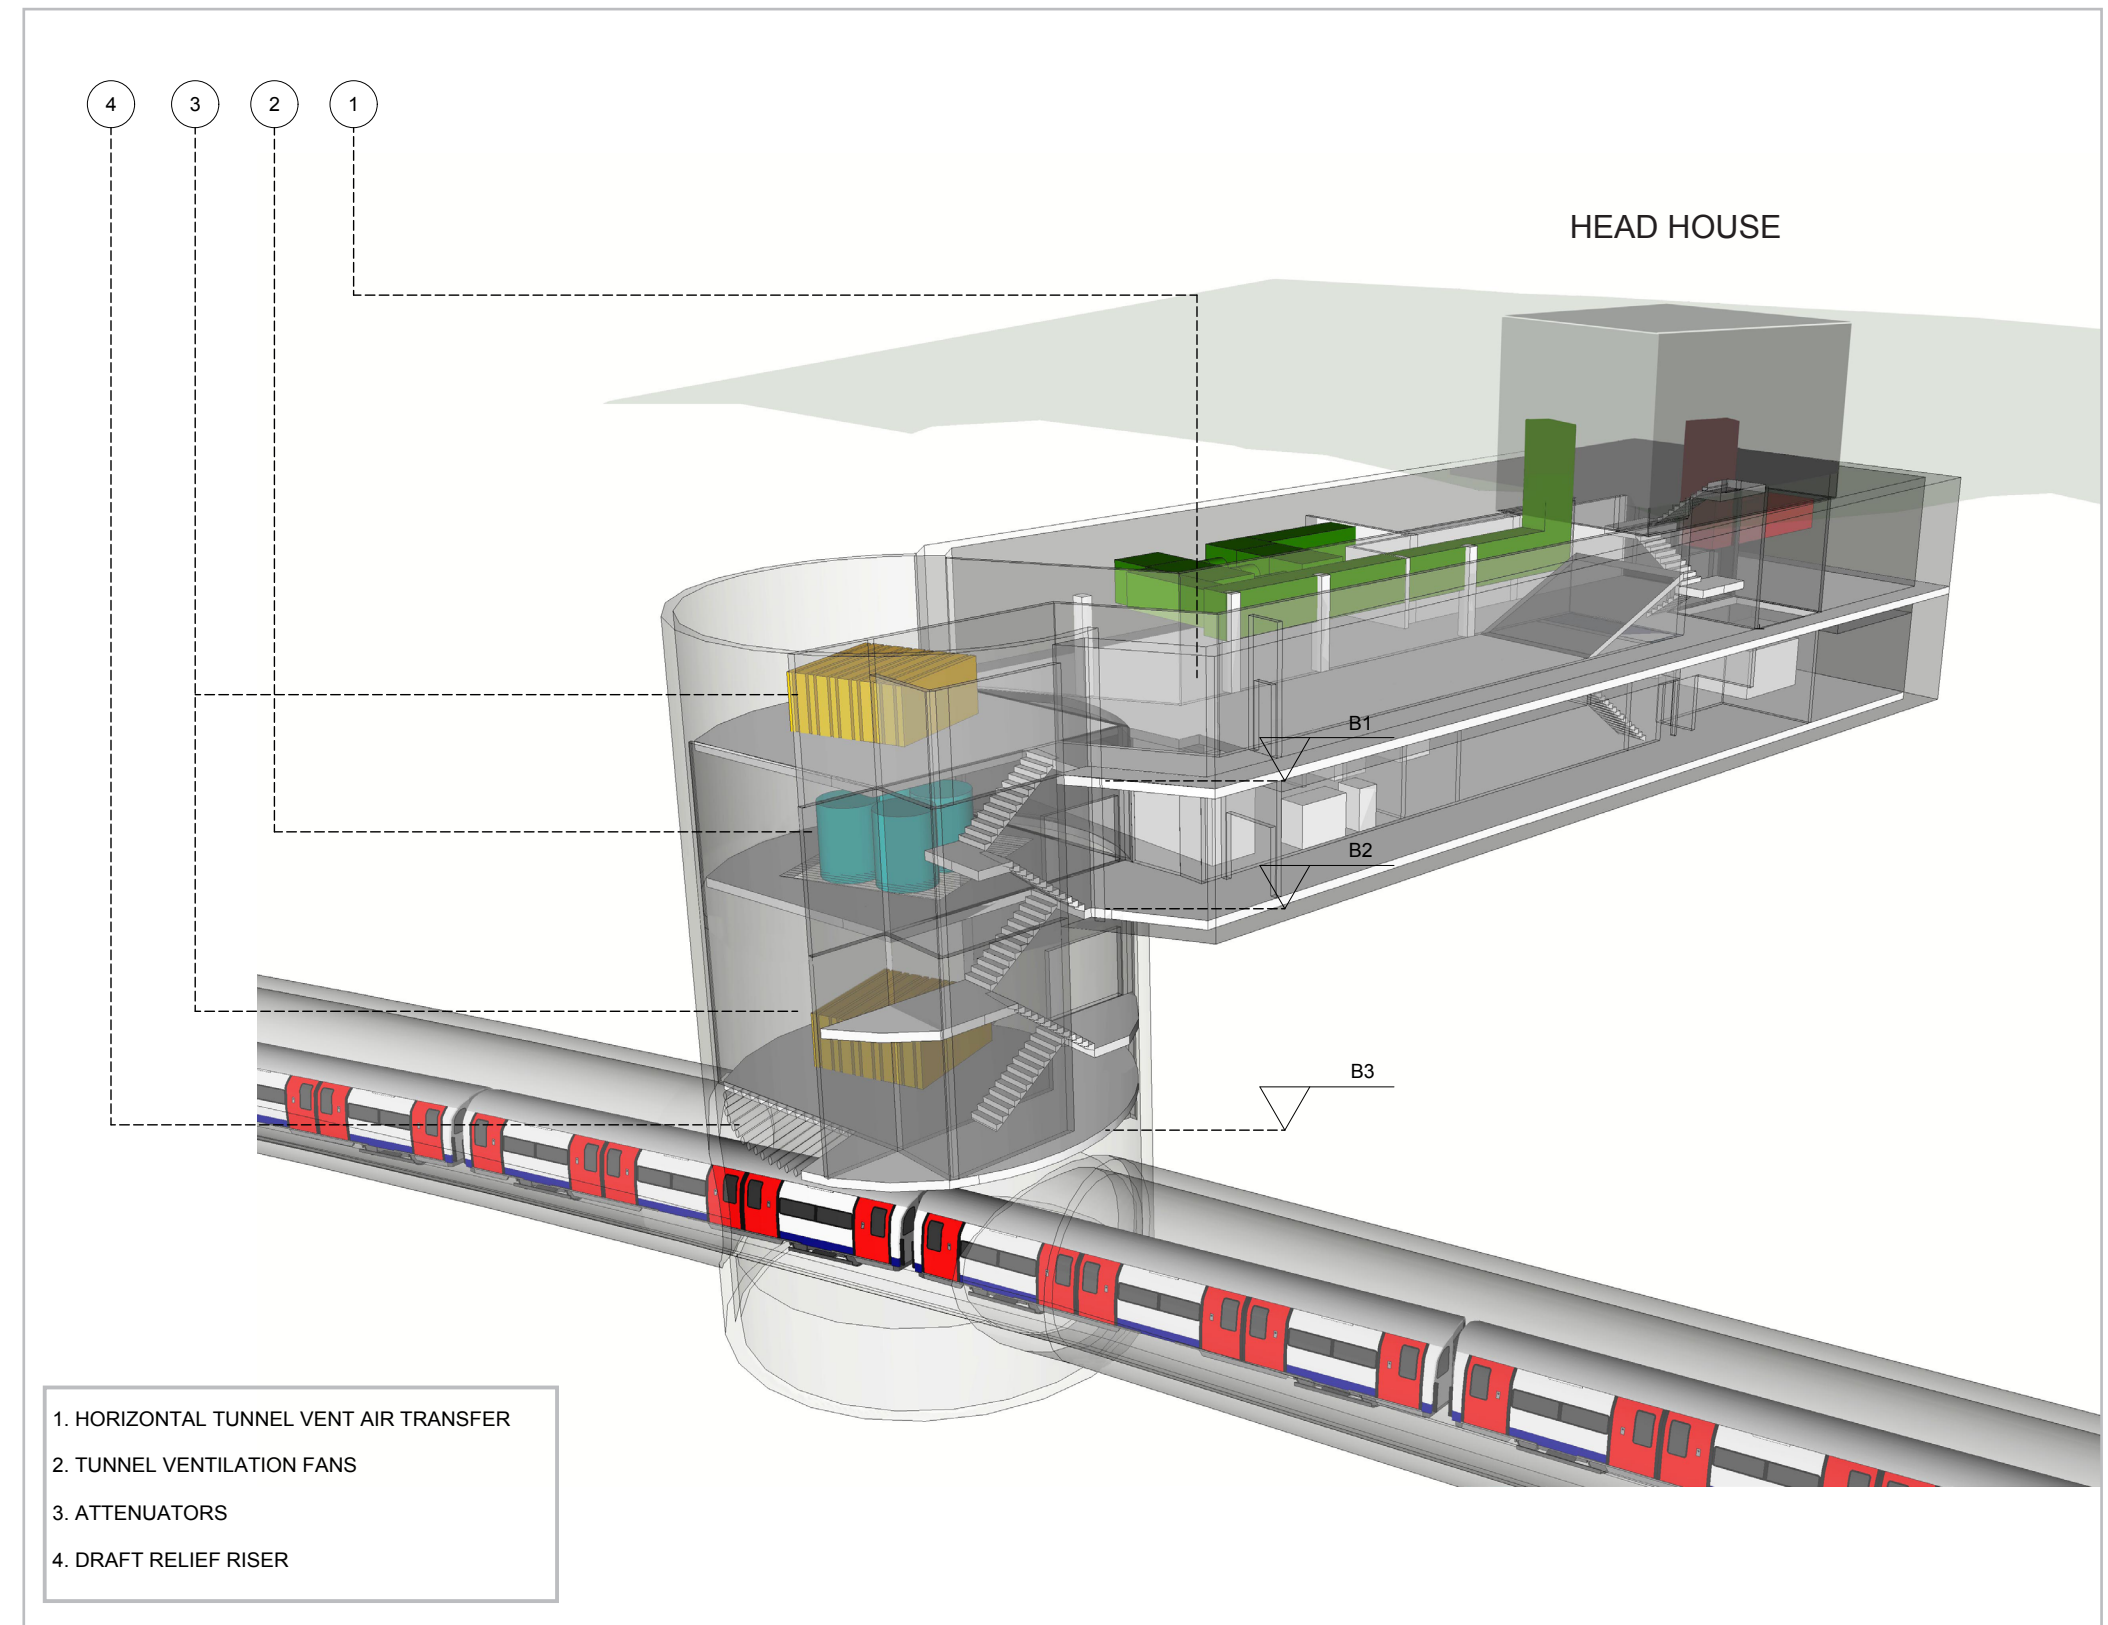 4 3 2 1
HEAD HOUSE
B1
B2
B3
1. HORIZONTAL TUNNEL VENT AIR TRANSFER
2. TUNNEL VENTILATION FANS
3. ATTENUATORS
4. DRAFT RELIEF RISER